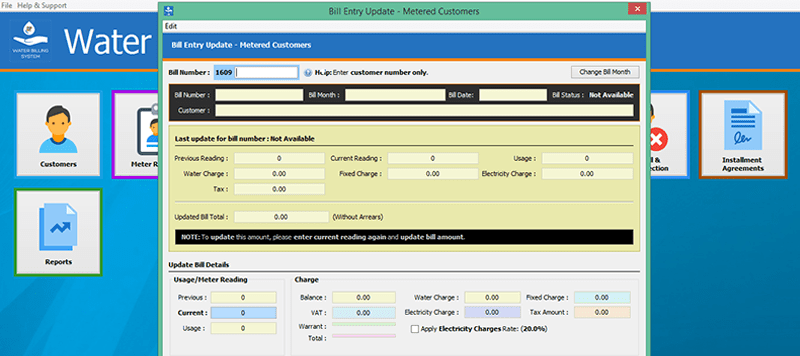 File Help & Support
Bill Entry Update - Metered Customers
Edit
WATER BILLING
SYSTEM
Water
Bill Entry Update - Metered Customers
Bill Number : 1609
Help: Enter customer number only.
Change Bill Month
Bill Number : Bill Month : Bill Date: Bill Status : Not Available
Customer :
Last update for bill number : Not Available
Previous Reading : 0 Current Reading : 0 Usage : 0
Water Charge : 0.00 Fixed Charge : 0.00 Electricity Charge : 0.00
Tax : 0.00
Updated Bill Total : 0.00 (Without Arrears)
NOTE: To update this amount, please enter current reading again and update bill amount.
Customers
Meter R
&
ection
Installment
Agreements
Reports
Update Bill Details
Usage/Meter Reading Charge
Previous : 0 Balance : 0.00 Water Charge : 0.00 Fixed Charge : 0.00
Current : 0 VAT : 0.00 Electricity Charge : 0.00 Tax Amount : 0.00
Usage : 0 Warrant : Apply Electricity Charges Rate: (20.0%)
Total :